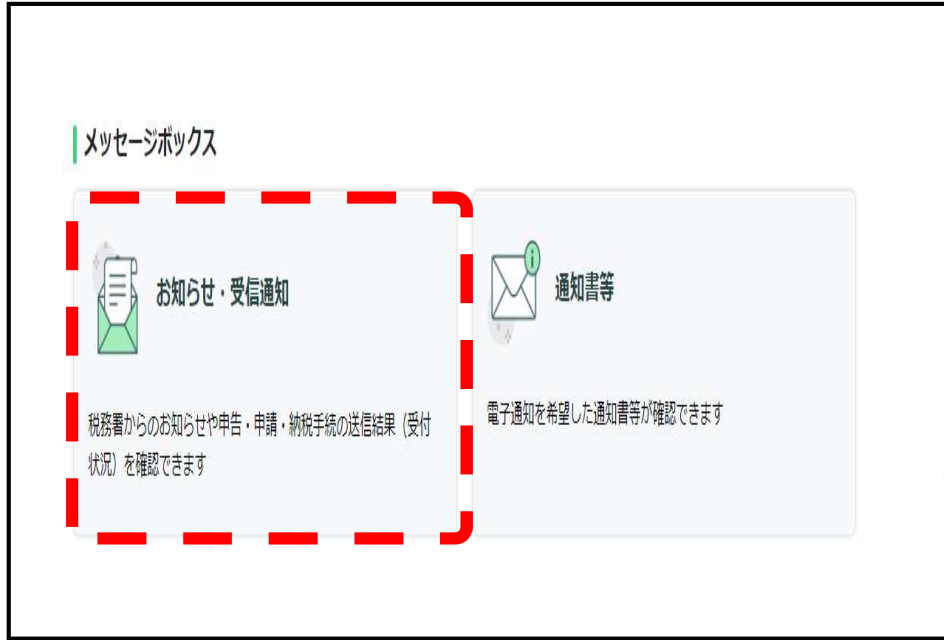 メッセージボックス
お知らせ・受信通知
税務署からのお知らせや申告・申請・納税手続の送信結果（受付
状況）を確認できます
通知書等
電子通知を希望した通知書等が確認できます